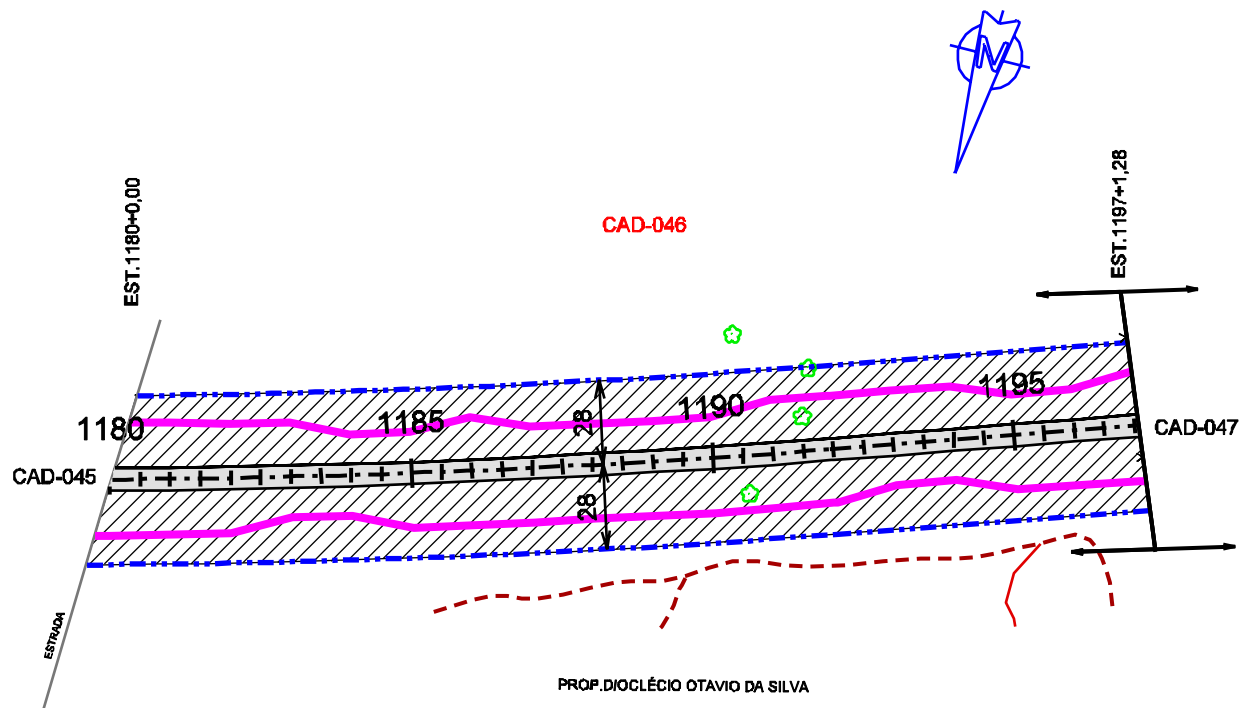 N
EST.1180+0,00
EST.1197+1,28
CAD-046
1180
1185
1190
1195
28
CAD-045
CAD-047
28
ESTRADA
PROP.DIOCLÉCIO OTAVIO DA SILVA